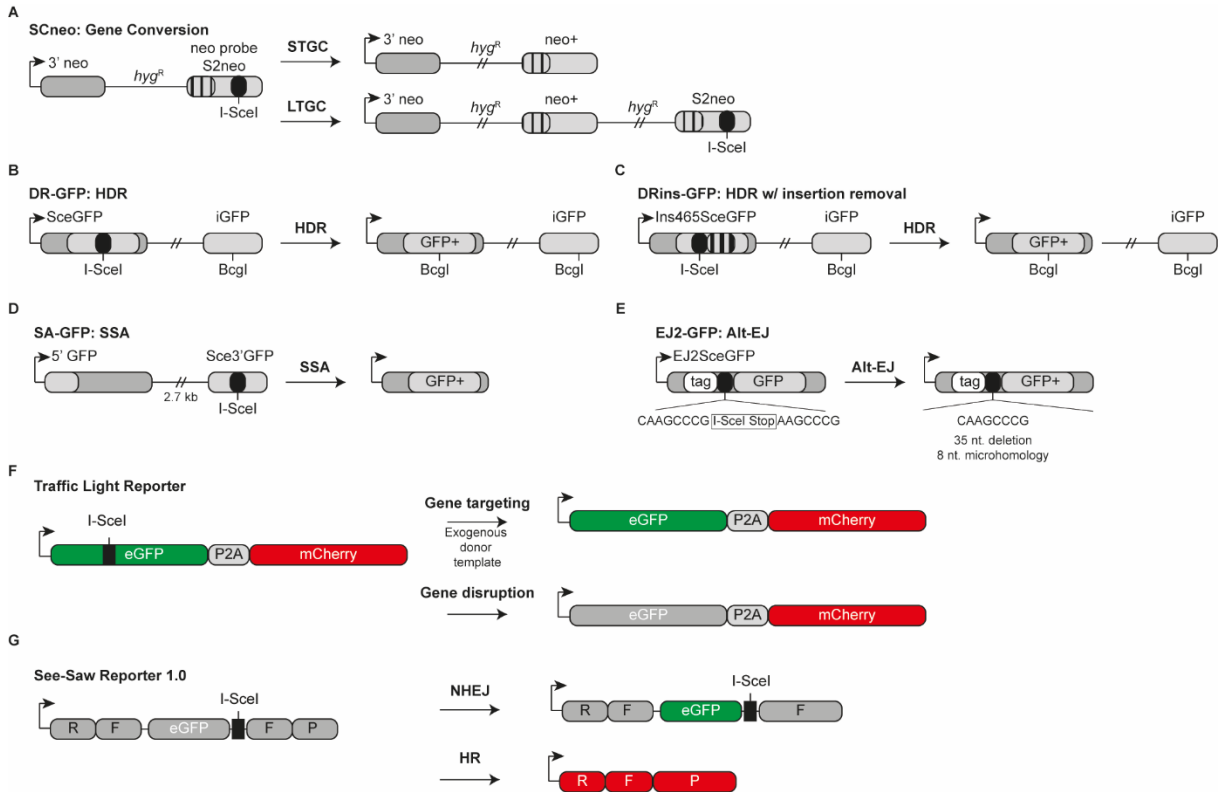 A
SCneo: Gene Conversion
3' neo
hygR
neo probe
S2neo
I-SceI
STGC
3' neo
hygR
neo+
LTGC
3' neo
hygR
neo+
hygR
S2neo
I-SceI
B
DR-GFP: HDR
SceGFP
iGFP
I-SceI
BcgI
HDR
iGFP
GFP+
BcgI
BcgI
C
DRins-GFP: HDR w/ insertion removal
Ins465SceGFP
iGFP
I-SceI
BcgI
HDR
iGFP
GFP+
BcgI
BcgI
D
SA-GFP: SSA
5' GFP
Sce3'GFP
2.7 kb
I-SceI
SSA
GFP+
E
EJ2-GFP: Alt-EJ
EJ2SceGFP
tag
GFP
CAAGCCCG I-SceI Stop AAGCCCG
Alt-EJ
tag
GFP+
CAAGCCCG
35 nt. deletion
8 nt. microhomology
F
Traffic Light Reporter
I-SceI
eGFP P2A mCherry
Gene targeting
Exogenous
donor
template
eGFP P2A mCherry
Gene disruption
eGFP P2A mCherry
G
See-Saw Reporter 1.0
I-SceI
R F eGFP F P
NHEJ
I-SceI
R F eGFP F
HR
R F P